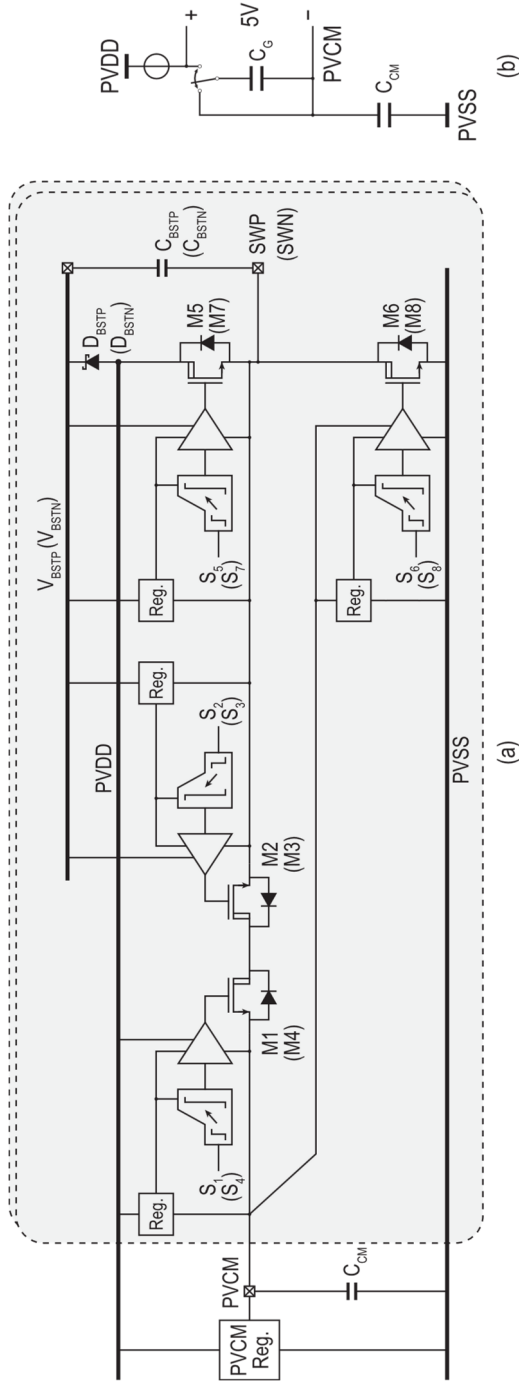 V_BSTP (V_BSTN)
PVDD
D_BSTP
(D_BSTN)
C_BSTP
(C_BSTN)
Reg.
Reg.
Reg.
S_1
(S_4)
S_2
(S_3)
S_5
(S_7)
M5
(M7)
M1
(M4)
M2
(M3)
SWP
(SWN)
PVCM
PVCM
Reg.
C_CM
Reg.
S_6
(S_8)
M6
(M8)
PVSS
(a)
PVDD
+
5V
C_G
–
PVCM
C_CM
PVSS
(b)